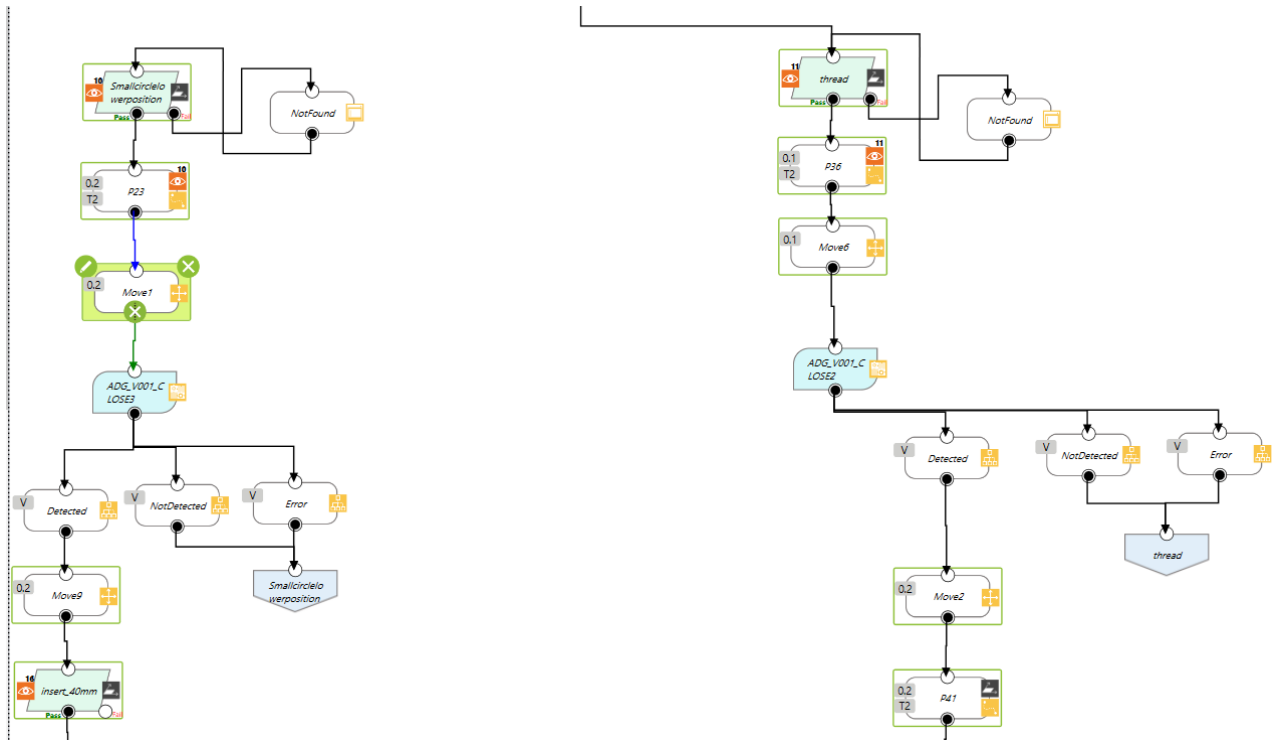 10
Smallcirclelo
werposition
Pass
Fail
NotFound
10
0.2
T2
P23
0.2
Move1
ADG_V001_C
LOSE3
V
Detected
V
NotDetected
V
Error
0.2
Move9
Smallcirclelo
werposition
16
insert_40mm
Pass
Fail
11
thread
Pass
Fail
NotFound
11
0.1
T2
P36
0.1
Move6
ADG_V001_C
LOSE2
V
Detected
V
NotDetected
V
Error
thread
0.2
Move2
0.2
T2
P41